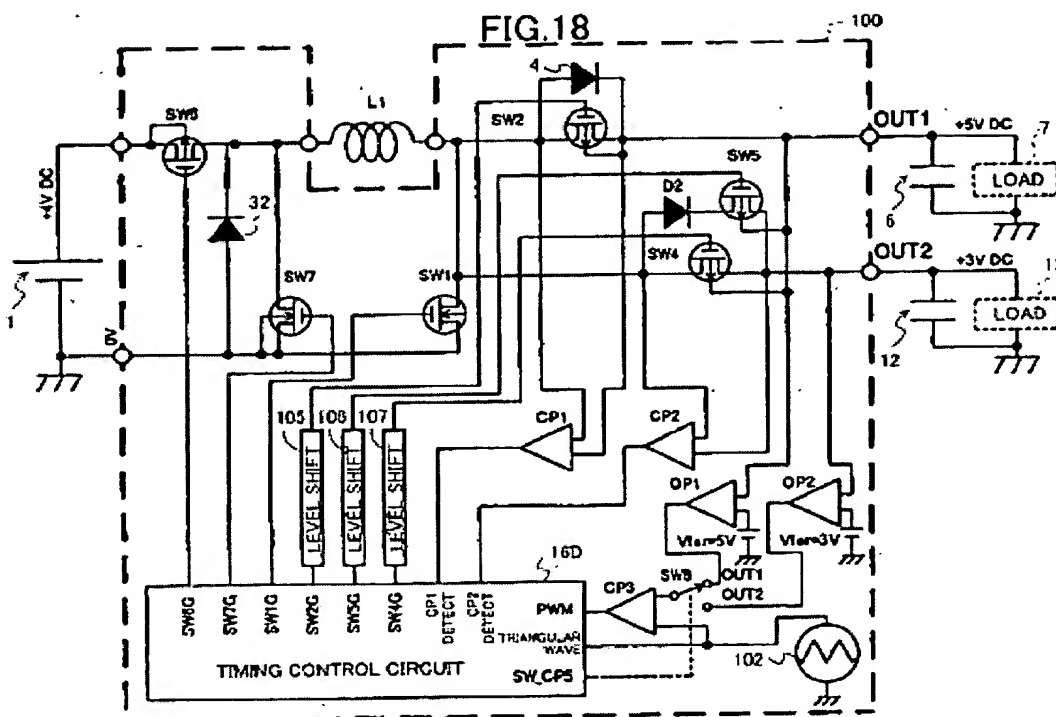 FIG.18
100
4
SW6
L1
SW2
OUT1
+5V DC
7
LOAD
SW5
D2
6
+4V DC
32
SW4
OUT2
+3V DC
SW7
SW1
LOAD
1
0V
12
105
106
107
LEVEL SHIFT
LEVEL SHIFT
LEVEL SHIFT
CP1
CP2
OP1
OP2
=5V
=3V
16D
SW6G
SW7G
SW1G
SW2G
SW5G
SW4G
CP1 DETECT
CP2 DETECT
PWM
CP3
SW8
OUT1
OUT2
TRIANGULAR
WAVE
102
TIMING CONTROL CIRCUIT
SW_CPS